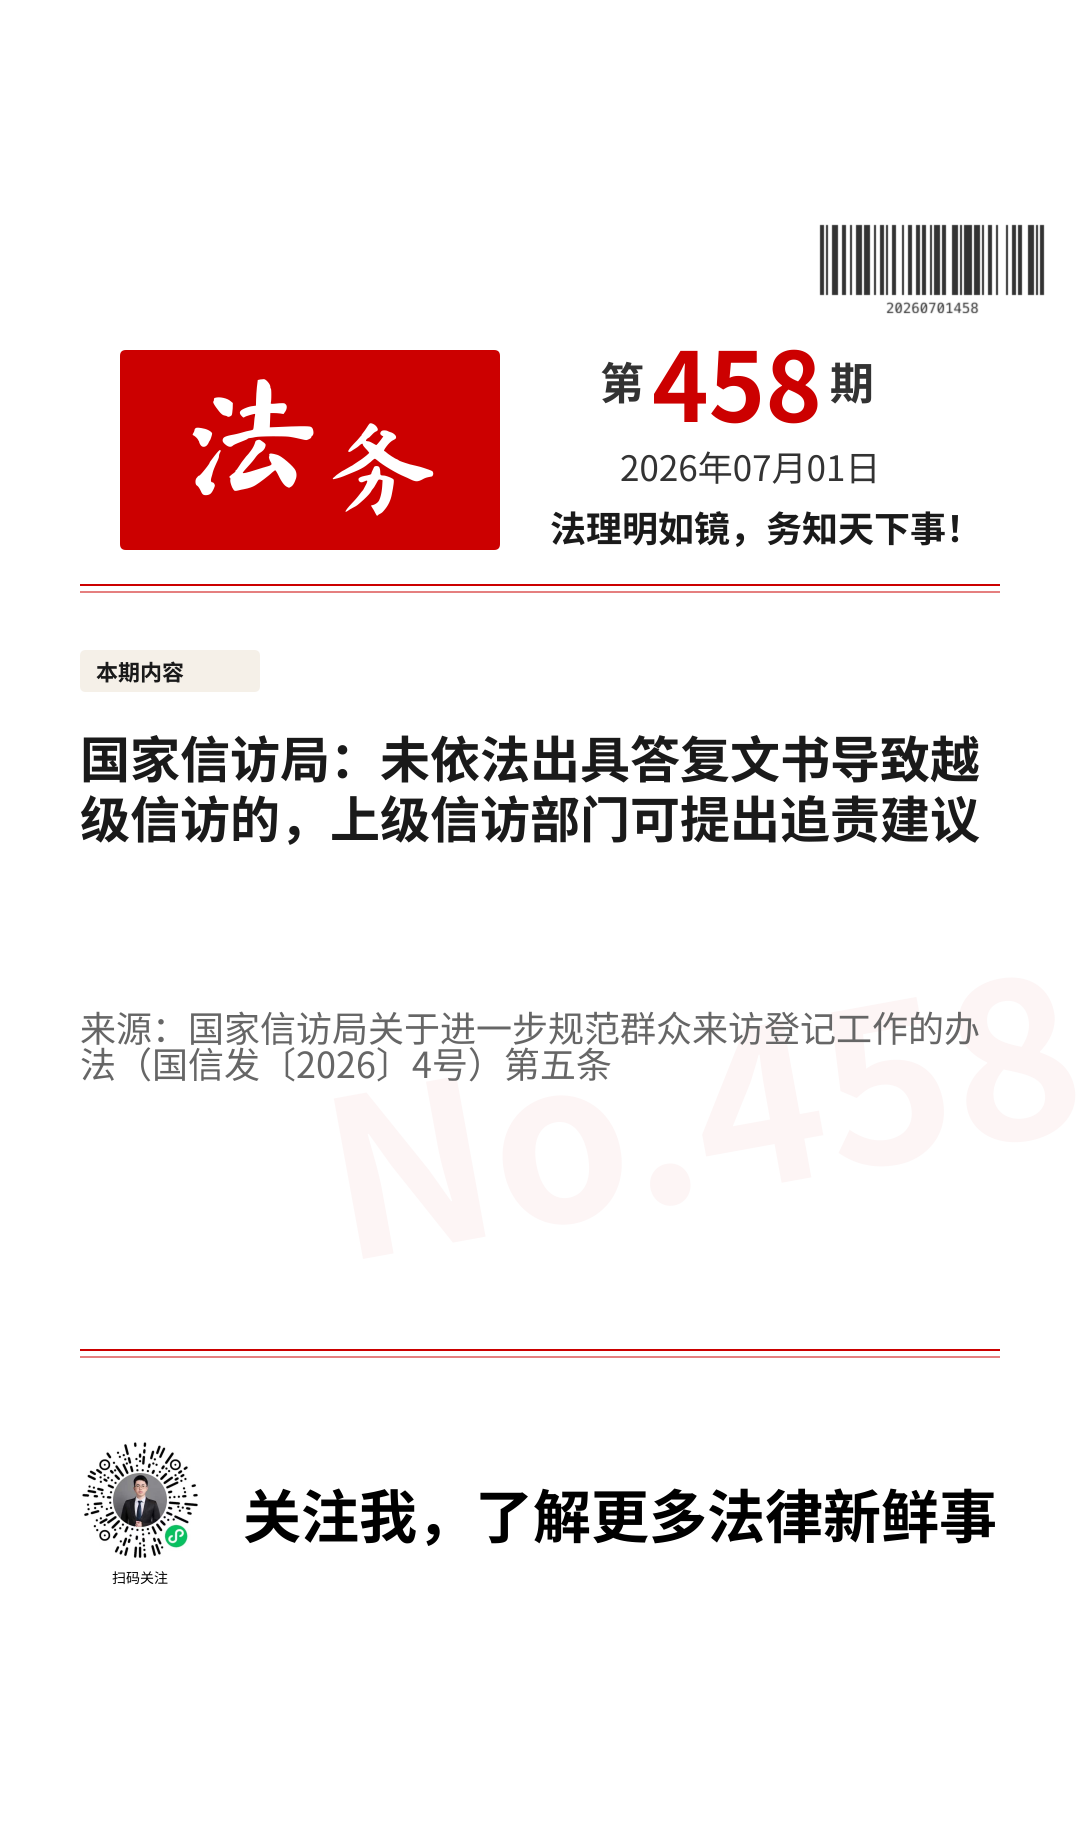 20260701458
法务
第458期
2026年07月01日
法理明如镜，务知天下事！
本期内容
国家信访局：未依法出具答复文书导致越
级信访的，上级信访部门可提出追责建议
来源：国家信访局关于进一步规范群众来访登记工作的办
法（国信发〔2026〕4号）第五条
No.458
关注我，了解更多法律新鲜事
扫码关注